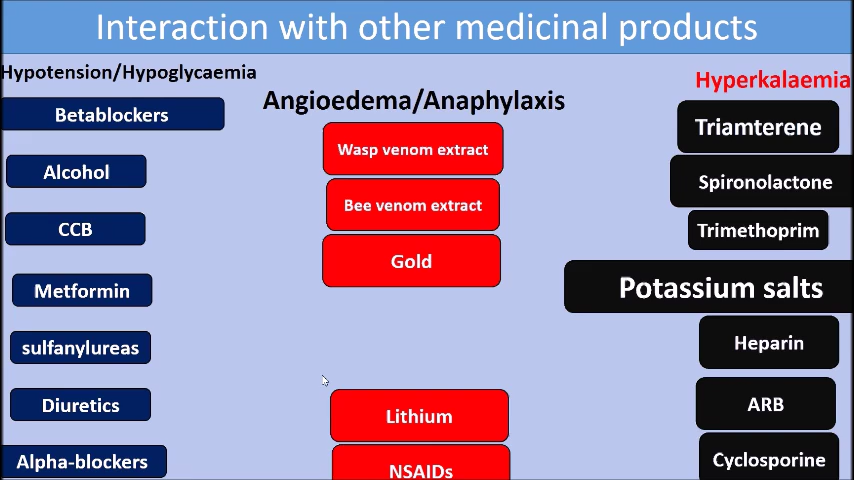 Interaction with other medicinal products
Hypotension/Hypoglycaemia
Betablockers
Alcohol
CCB
Metformin
sulfanylureas
Diuretics
Alpha-blockers
Angioedema/Anaphylaxis
Wasp venom extract
Bee venom extract
Gold
Lithium
NSAIDs
Hyperkalaemia
Triamterene
Spironolactone
Trimethoprim
Potassium salts
Heparin
ARB
Cyclosporine